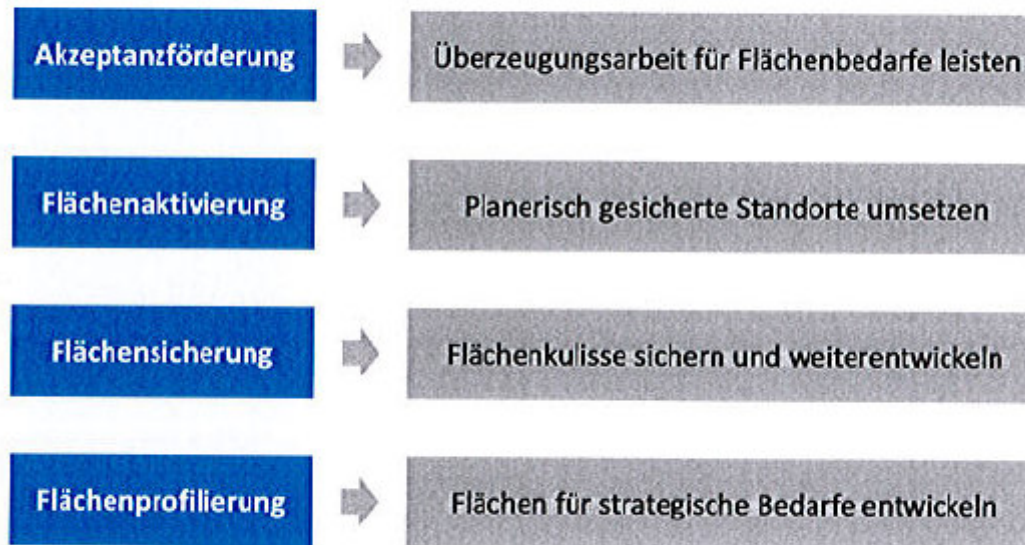 Akzeptanzförderung
Überzeugungsarbeit für Flächenbedarfe leisten
Flächenaktivierung
Planerisch gesicherte Standorte umsetzen
Flächensicherung
Flächenkulisse sichern und weiterentwickeln
Flächenprofilierung
Flächen für strategische Bedarfe entwickeln